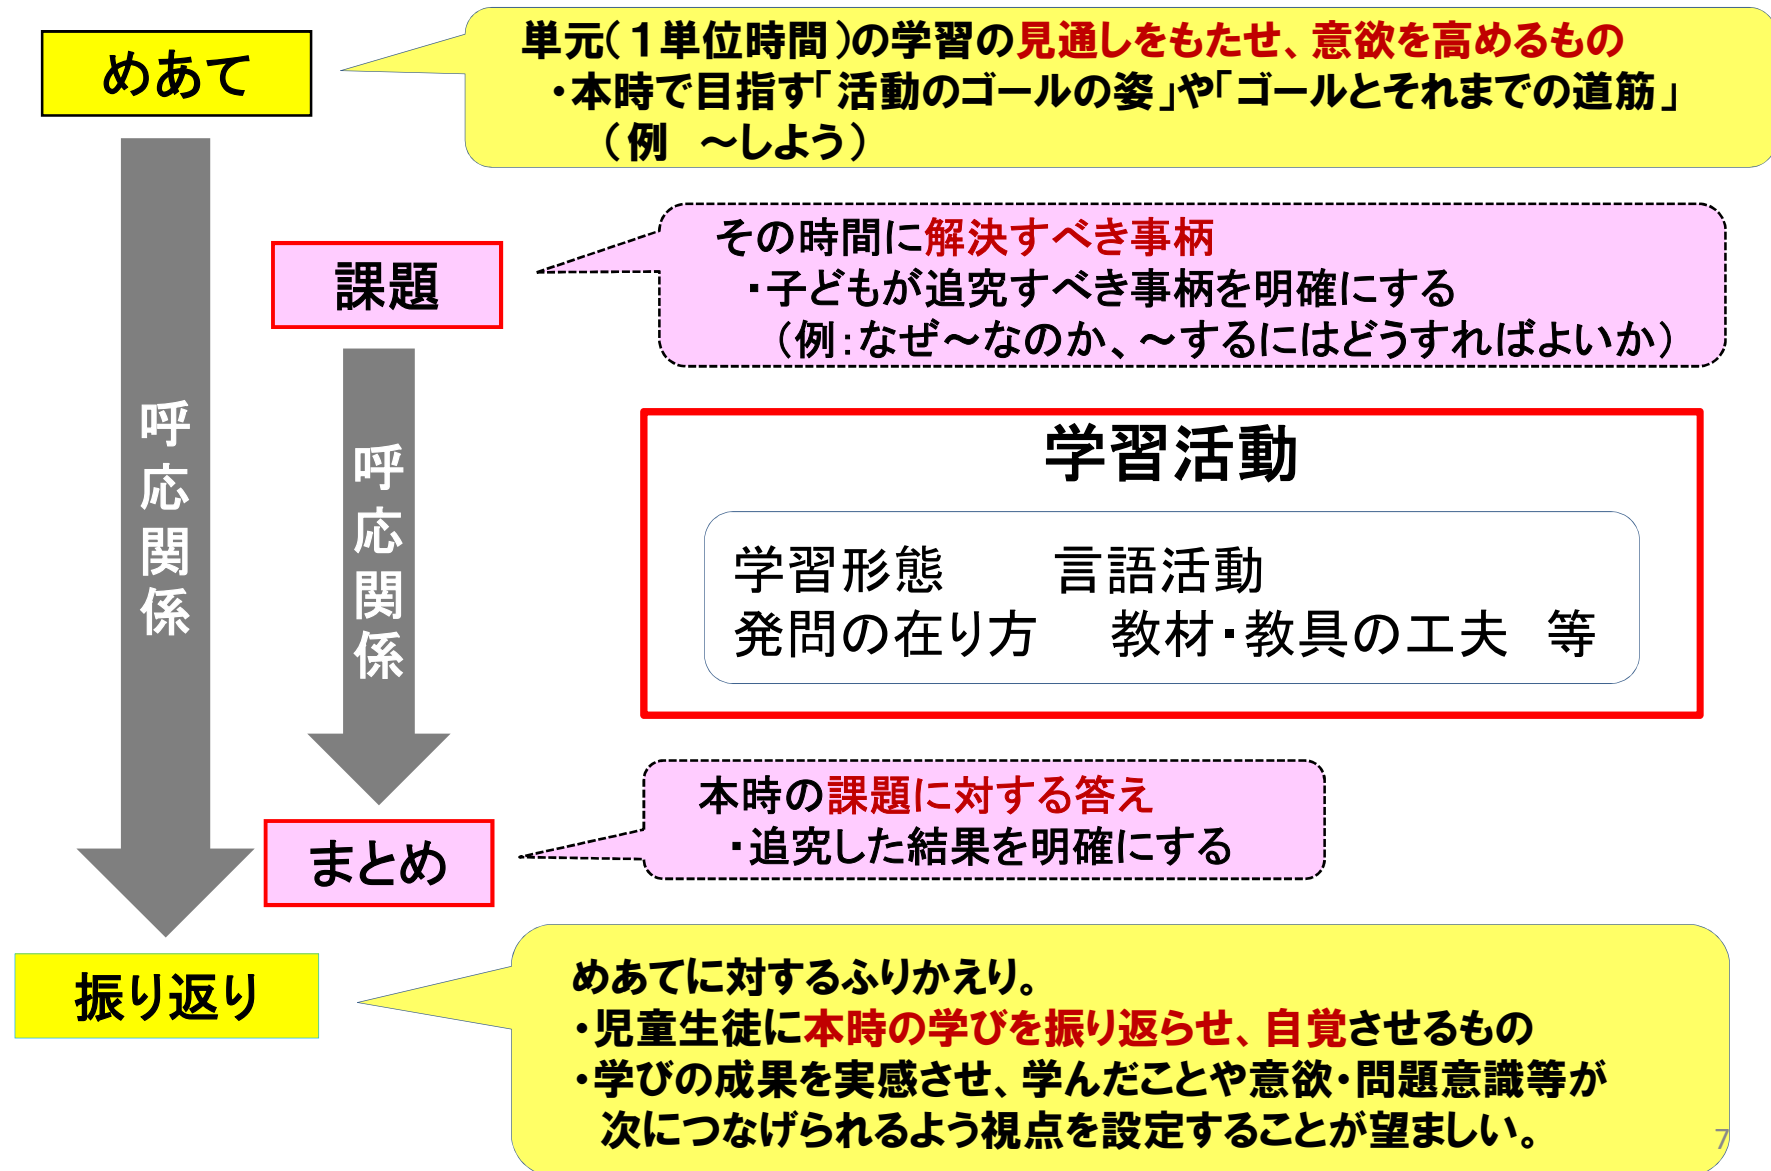 めあて
単元(1単位時間)の学習の見通しをもたせ、意欲を高めるもの
・本時で目指す「活動のゴールの姿」や「ゴールとそれまでの道筋」
(例　～しよう)
課題
その時間に解決すべき事柄
・子どもが追究すべき事柄を明確にする
(例:なぜ～なのか、～するにはどうすればよいか)
呼応関係
呼応関係
学習活動
学習形態　　言語活動
発問の在り方　教材・教具の工夫　等
まとめ
本時の課題に対する答え
・追究した結果を明確にする
振り返り
めあてに対するふりかえり。
・児童生徒に本時の学びを振り返らせ、自覚させるもの
・学びの成果を実感させ、学んだことや意欲・問題意識等が
次につなげられるよう視点を設定することが望ましい。
7